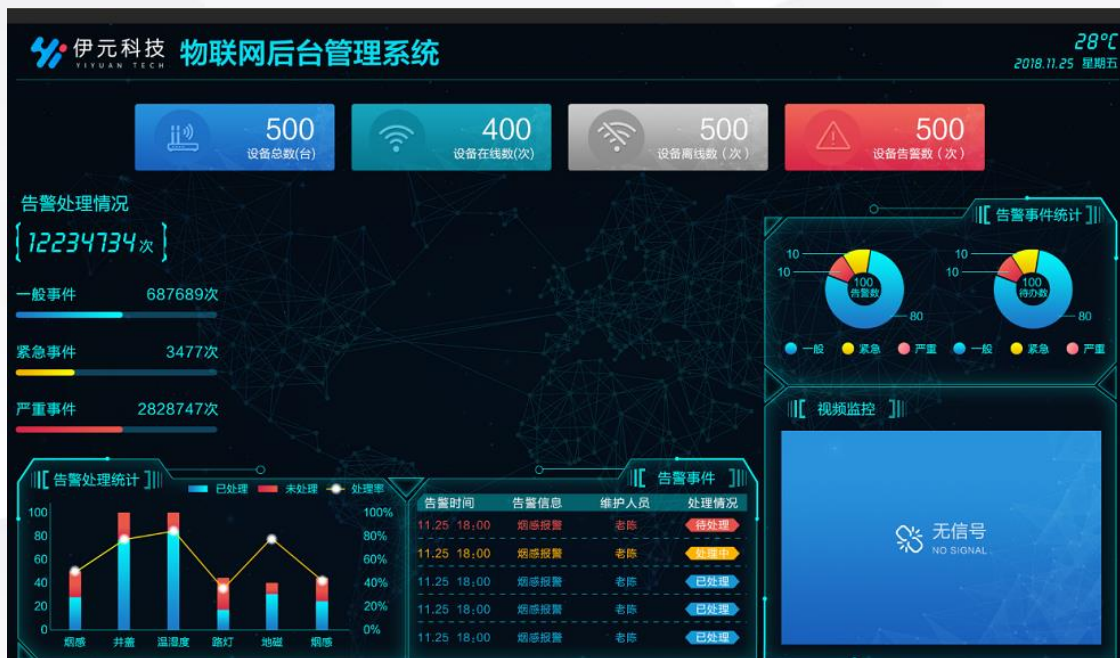 伊元科技 物联网后台管理系统
YIYUAN TECH
28℃
2018.11.25 星期五
500
设备总数(台)
400
设备在线数(次)
500
设备离线数（次）
500
设备告警数（次）
告警处理情况
12234734次
一般事件 687689次
紧急事件 3477次
严重事件 2828747次
告警事件统计
10
10
100
告警数
80
10
10
100
待办数
80
一般 紧急 严重 一般 紧急 严重
视频监控
无信号
NO SIGNAL
告警处理统计
已处理 未处理 处理率
100 100%
80 80%
60 60%
40 40%
20 20%
0 0%
烟感 井盖 温湿度 路灯 地磁 烟感
告警事件
告警时间 告警信息 维护人员 处理情况
11.25 18:00 烟感报警 老陈 待处理
11.25 18:00 烟感报警 老陈 处理中
11.25 18:00 烟感报警 老陈 已处理
11.25 18:00 烟感报警 老陈 已处理
11.25 18:00 烟感报警 老陈 已处理